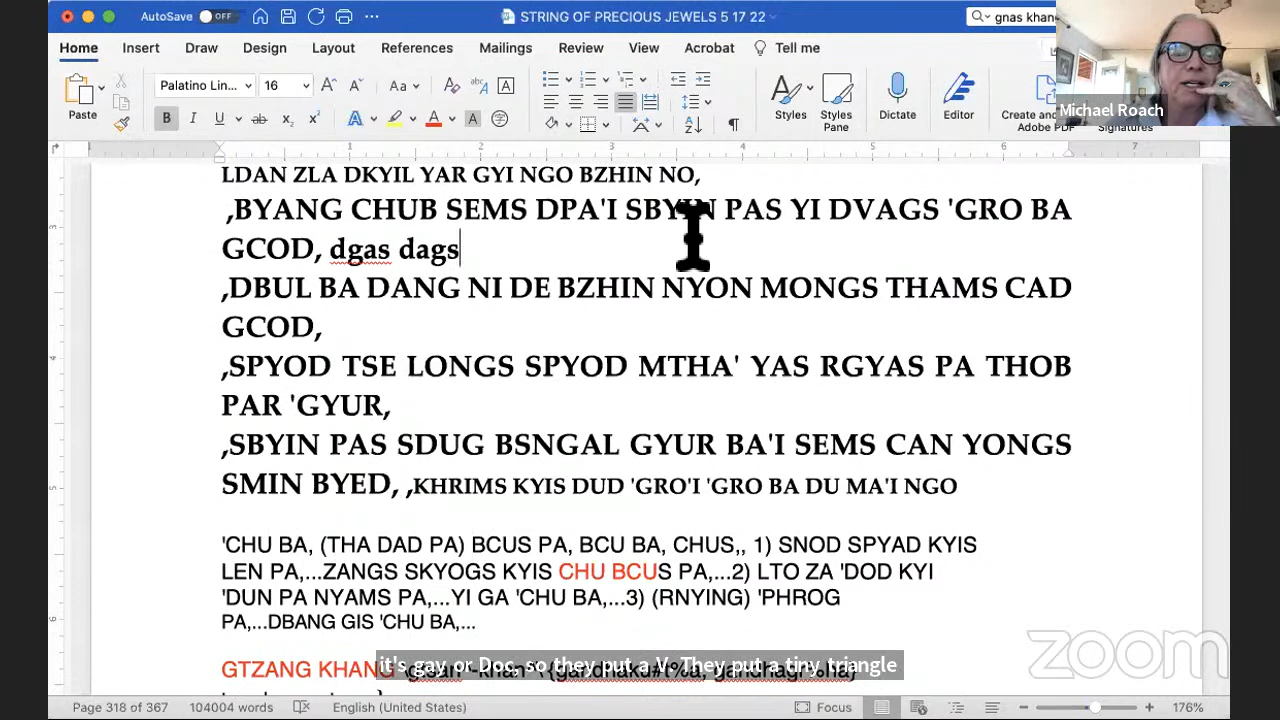 AutoSave OFF STRING OF PRECIOUS JEWELS 5 17 22 gnas khang
Home Insert Draw Design Layout References Mailings Review View Acrobat Tell me
Paste Palatino Lin... 16 Aa Styles Styles Pane Dictate Editor Create and Adobe PDF Signatures
Michael Roach
LDAN ZLA DKYIL YAR GYI NGO BZHIN NO,
,BYANG CHUB SEMS DPA'I SBYIN PAS YI DVAGS 'GRO BA
GCOD, dgas dags
,DBUL BA DANG NI DE BZHIN NYON MONGS THAMS CAD
GCOD,
,SPYOD TSE LONGS SPYOD MTHA' YAS RGYAS PA THOB
PAR 'GYUR,
,SBYIN PAS SDUG BSNGAL GYUR BA'I SEMS CAN YONGS
SMIN BYED, ,KHRIMS KYIS DUD 'GRO'I 'GRO BA DU MA'I NGO
'CHU BA, (THA DAD PA) BCUS PA, BCU BA, CHUS,, 1) SNOD SPYAD KYIS
LEN PA,...ZANGS SKYOGS KYIS CHU BCUS PA,...2) LTO ZA 'DOD KYI
'DUN PA NYAMS PA,...YI GA 'CHU BA,...3) (RNYING) 'PHROG
PA,...DBANG GIS 'CHU BA,...
GTZANG KHANG
it's gay or Doc, so they put a V. They put a tiny triangle
zoom
Page 318 of 367 104004 words English (United States) Focus 176%